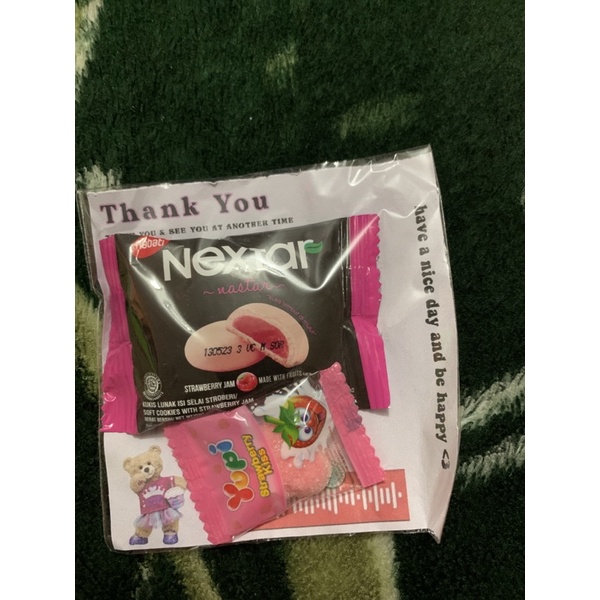 Thank You
YOU & SEE YOU AT ANOTHER TIME
have a nice day and be happy <3
nabati
Nextar
~nastar~
130523 3 VC M
STRAWBERRY JAM
MADE WITH FRUITS
KUKIS LUNAK ISI SELAI STROBERI/
SOFT COOKIES WITH STRAWBERRY JAM
Yupi
Strawberry
Kiss